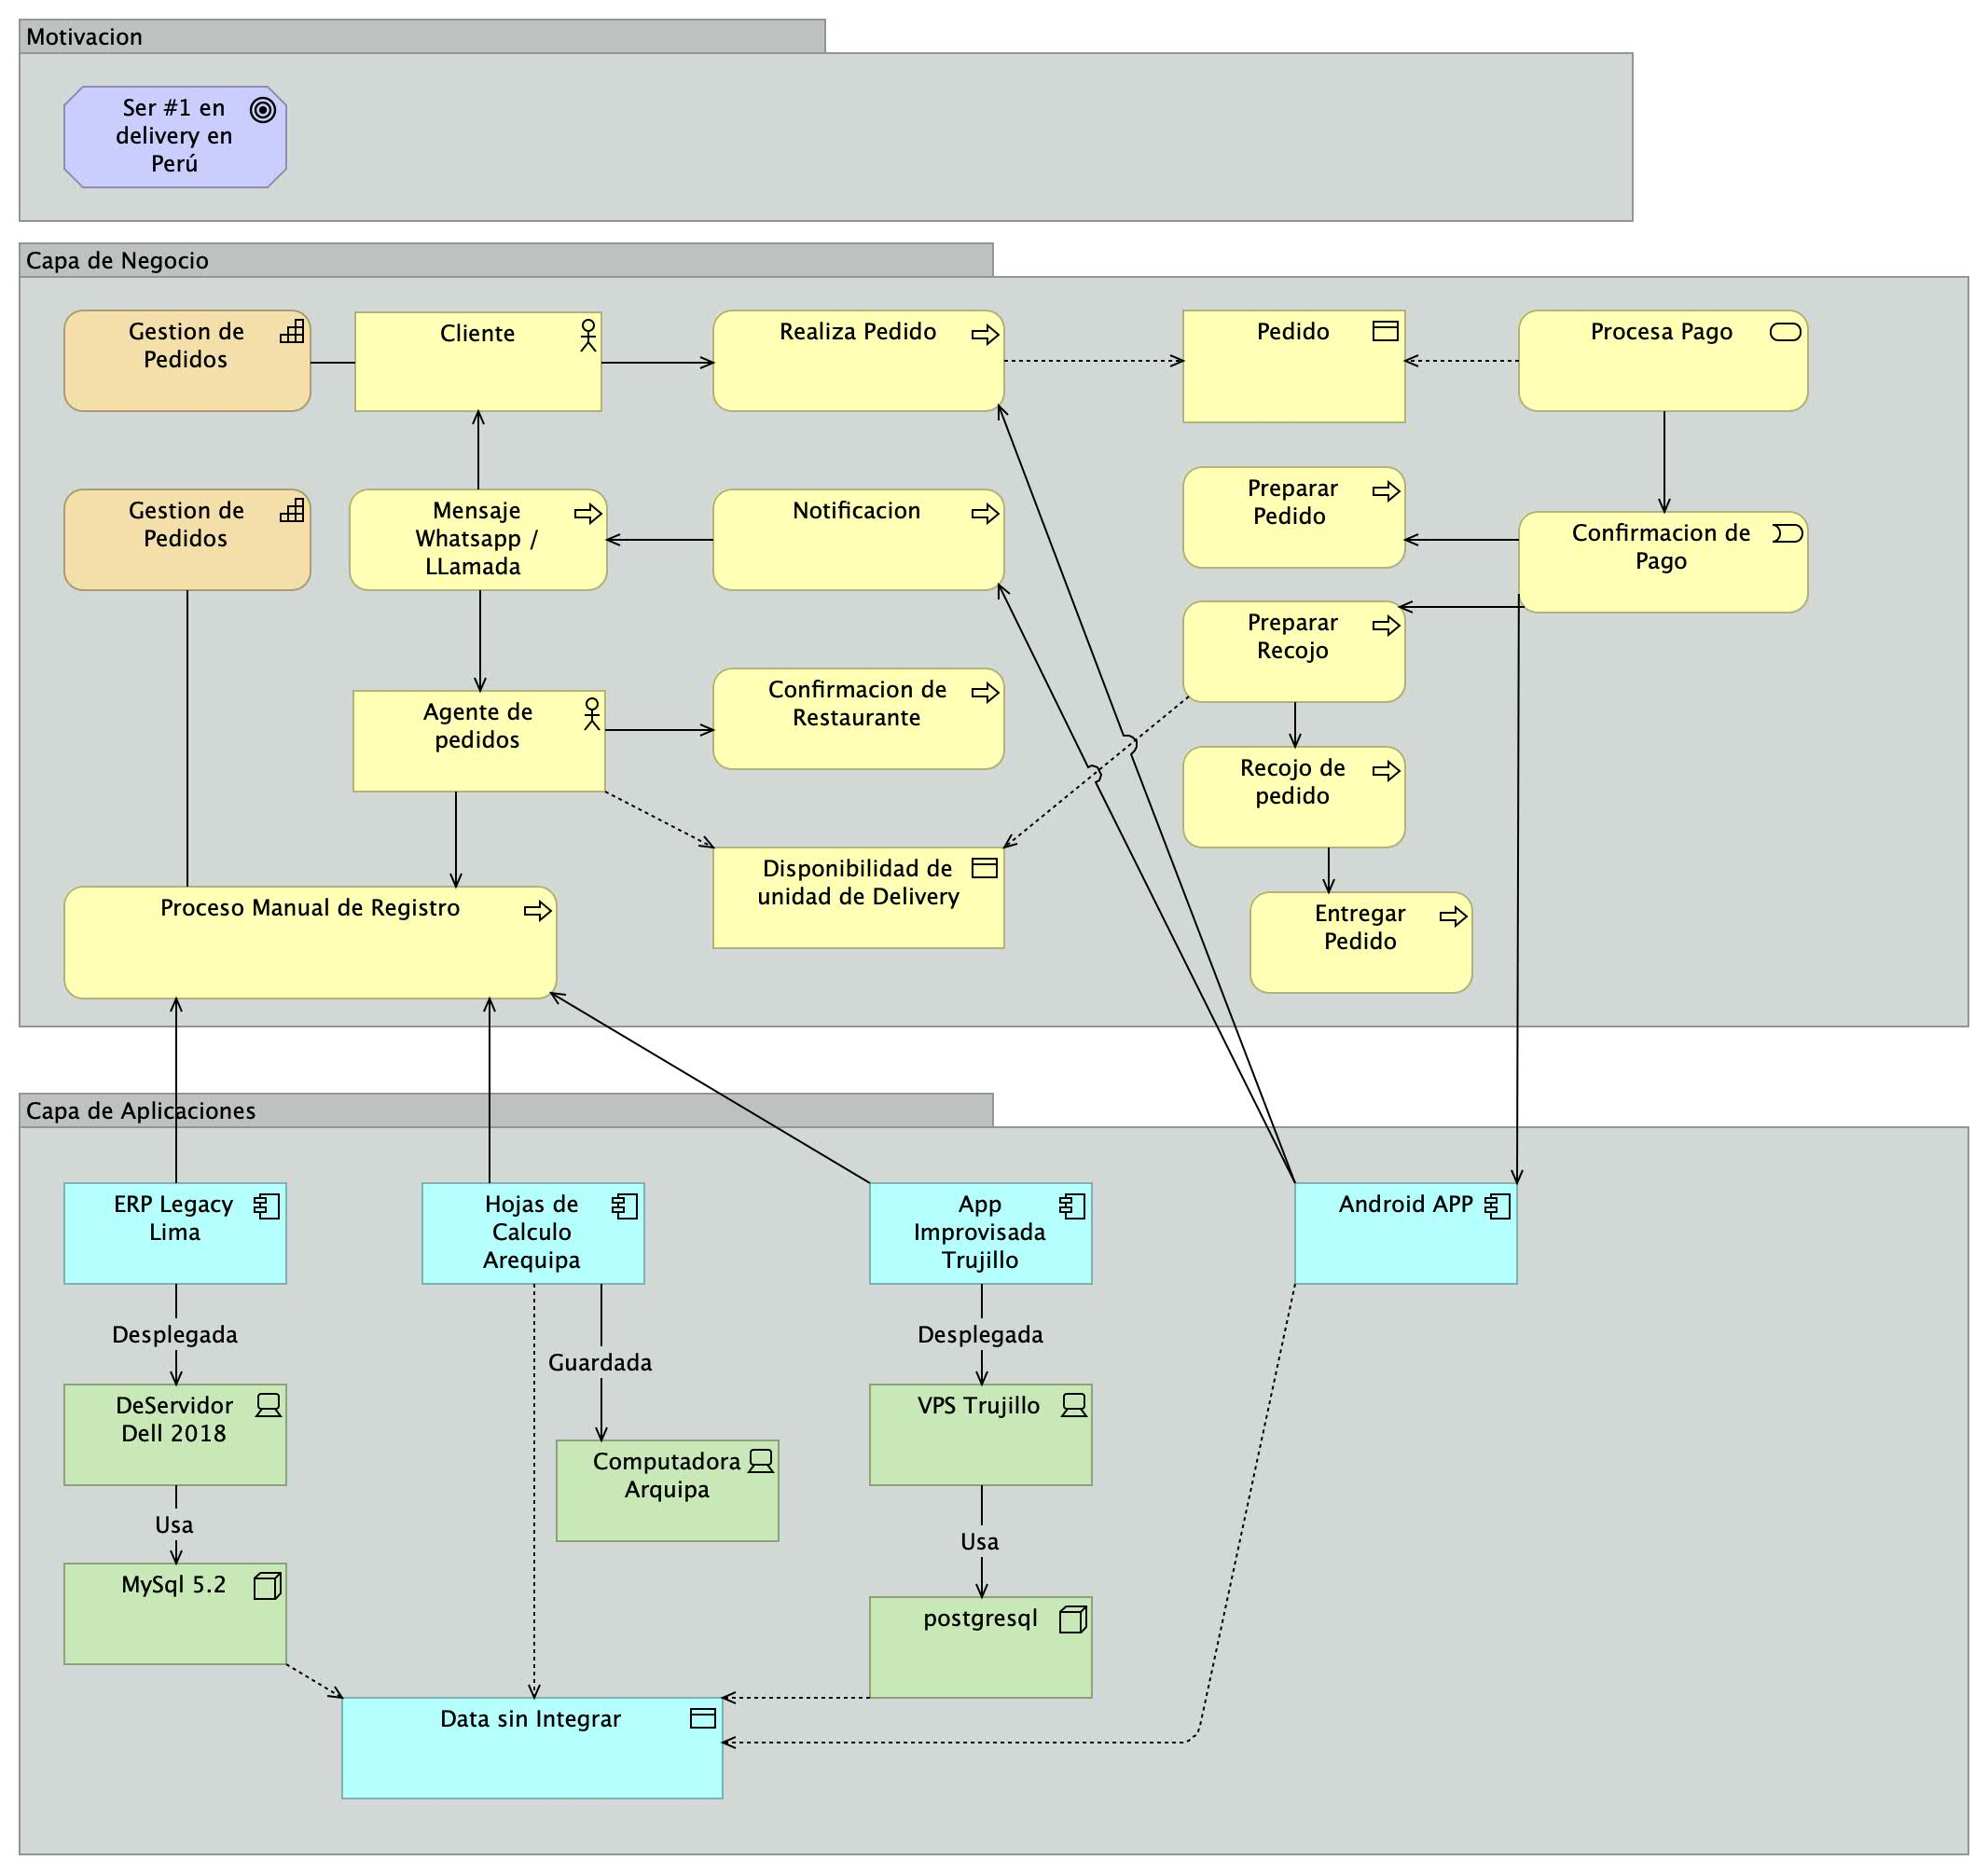 Motivacion
Ser #1 en
delivery en
Perú
Capa de Negocio
Gestion de
Pedidos
Cliente
Realiza Pedido
Pedido
Procesa Pago
Gestion de
Pedidos
Mensaje
Whatsapp /
LLamada
Notificacion
Preparar
Pedido
Confirmacion de
Pago
Preparar
Recojo
Agente de
pedidos
Confirmacion de
Restaurante
Recojo de
pedido
Disponibilidad de
unidad de Delivery
Proceso Manual de Registro
Entregar
Pedido
Capa de Aplicaciones
ERP Legacy
Lima
Hojas de
Calculo
Arequipa
App
Improvisada
Trujillo
Android APP
Desplegada
Guardada
Desplegada
DeServidor
Dell 2018
Computadora
Arquipa
VPS Trujillo
Usa
Usa
MySql 5.2
postgresql
Data sin Integrar